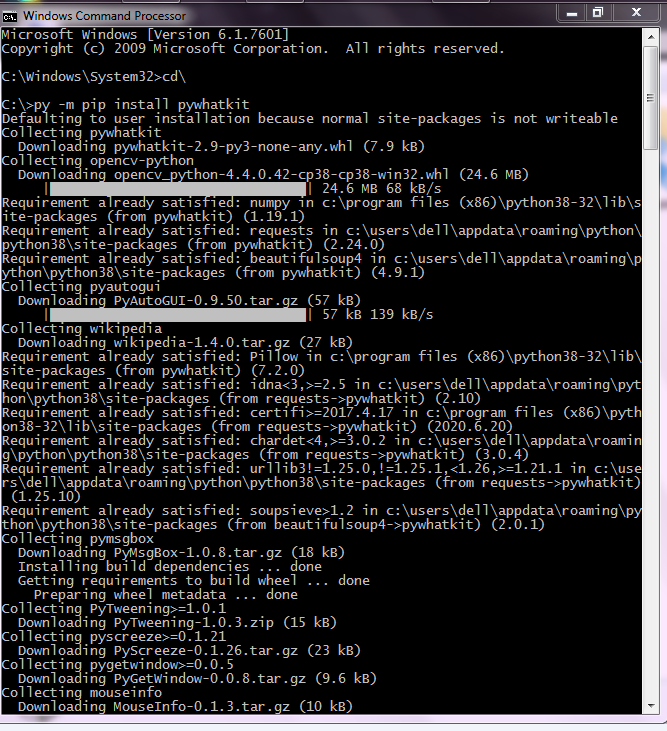 Windows Command Processor
Microsoft Windows [Version 6.1.7601]
Copyright (c) 2009 Microsoft Corporation.  All rights reserved.
C:\Windows\System32>cd\
C:\>py -m pip install pywhatkit
Defaulting to user installation because normal site-packages is not writeable
Collecting pywhatkit
  Downloading pywhatkit-2.9-py3-none-any.whl (7.9 kB)
Collecting opencv-python
  Downloading opencv_python-4.4.0.42-cp38-cp38-win32.whl (24.6 MB)
     |████████████████████████████████| 24.6 MB 68 kB/s
Requirement already satisfied: numpy in c:\program files (x86)\python38-32\lib\s
ite-packages (from pywhatkit) (1.19.1)
Requirement already satisfied: requests in c:\users\dell\appdata\roaming\python\
python38\site-packages (from pywhatkit) (2.24.0)
Requirement already satisfied: beautifulsoup4 in c:\users\dell\appdata\roaming\p
ython\python38\site-packages (from pywhatkit) (4.9.1)
Collecting pyautogui
  Downloading PyAutoGUI-0.9.50.tar.gz (57 kB)
     |████████████████████████████████| 57 kB 139 kB/s
Collecting wikipedia
  Downloading wikipedia-1.4.0.tar.gz (27 kB)
Requirement already satisfied: Pillow in c:\program files (x86)\python38-32\lib\
site-packages (from pywhatkit) (7.2.0)
Requirement already satisfied: idna<3,>=2.5 in c:\users\dell\appdata\roaming\pyt
hon\python38\site-packages (from requests->pywhatkit) (2.10)
Requirement already satisfied: certifi>=2017.4.17 in c:\program files (x86)\pyth
on38-32\lib\site-packages (from requests->pywhatkit) (2020.6.20)
Requirement already satisfied: chardet<4,>=3.0.2 in c:\users\dell\appdata\roamin
g\python\python38\site-packages (from requests->pywhatkit) (3.0.4)
Requirement already satisfied: urllib3!=1.25.0,!=1.25.1,<1.26,>=1.21.1 in c:\use
rs\dell\appdata\roaming\python\python38\site-packages (from requests->pywhatkit)
 (1.25.10)
Requirement already satisfied: soupsieve>1.2 in c:\users\dell\appdata\roaming\py
thon\python38\site-packages (from beautifulsoup4->pywhatkit) (2.0.1)
Collecting pymsgbox
  Downloading PyMsgBox-1.0.8.tar.gz (18 kB)
  Installing build dependencies ... done
  Getting requirements to build wheel ... done
    Preparing wheel metadata ... done
Collecting PyTweening>=1.0.1
  Downloading PyTweening-1.0.3.zip (15 kB)
Collecting pyscreeze>=0.1.21
  Downloading PyScreeze-0.1.26.tar.gz (23 kB)
Collecting pygetwindow>=0.0.5
  Downloading PyGetWindow-0.0.8.tar.gz (9.6 kB)
Collecting mouseinfo
  Downloading MouseInfo-0.1.3.tar.gz (10 kB)